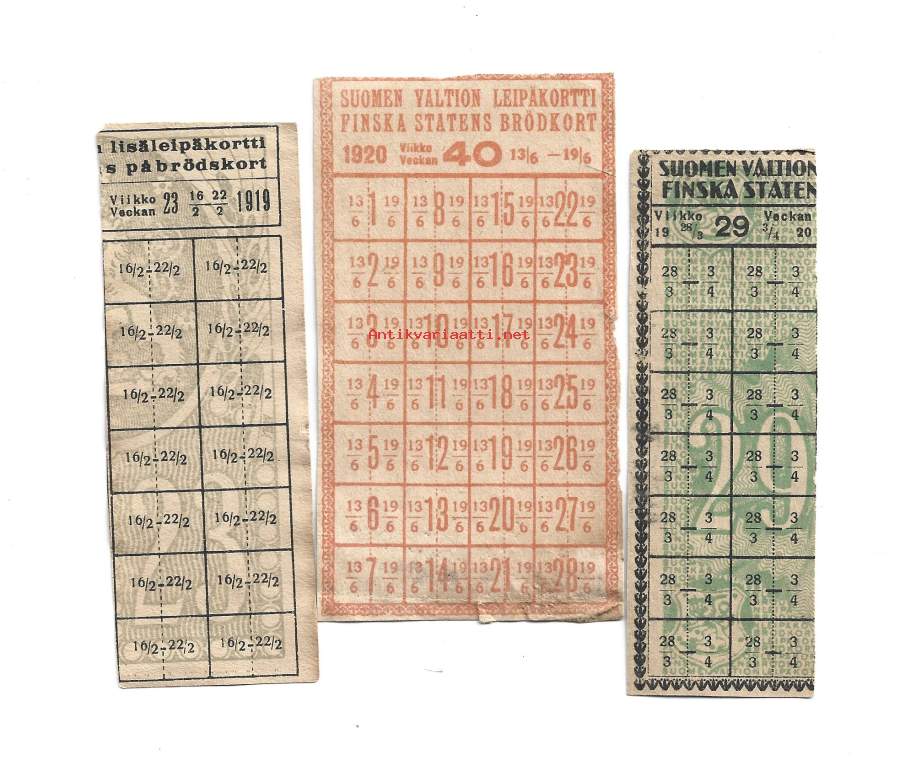 lisäleipäkortti
s påbrödskort
Viikko Veckan 23 16/2 22/2 1919
16/2-22/2 16/2-22/2
16/2-22/2 16/2-22/2
16/2-22/2 16/2-22/2
16/2-22/2 16/2-22/2
16/2-22/2 16/2-22/2
16/2-22/2 16/2-22/2
16/2-22/2 16/2-22/2
23
SUOMEN VALTION LEIPÄKORTTI
FINSKA STATENS BRÖDKORT
1920 Viikko Veckan 40 13/6 —19/6
13/6 1 19/6 13/6 8 19/6 13/6 15 19/6 13/6 22 19/6
13/6 2 19/6 13/6 9 19/6 13/6 16 19/6 13/6 23 19/6
13/6 3 19/6 13/6 10 19/6 13/6 17 19/6 13/6 24 19/6
Antikvariaatti.net
13/6 4 19/6 13/6 11 19/6 13/6 18 19/6 13/6 25 19/6
13/6 5 19/6 13/6 12 19/6 13/6 19 19/6 13/6 26 19/6
13/6 6 19/6 13/6 13 19/6 13/6 20 19/6 13/6 27 19/6
13/6 7 19/6 13/6 14 19/6 13/6 21 19/6 13/6 28 19/6
SUOMEN VALTION
FINSKA STATEN
Viikko 28/3 29 Veckan 3/4
19 20
28/3 — 3/4 28/3 — 3/4
28/3 — 3/4 28/3 — 3/4
28/3 — 3/4 28/3 — 3/4
28/3 — 3/4 28/3 — 3/4
28/3 — 3/4 28/3 — 3/4
28/3 — 3/4 28/3 — 3/4
28/3 — 3/4 28/3 — 3/4
29